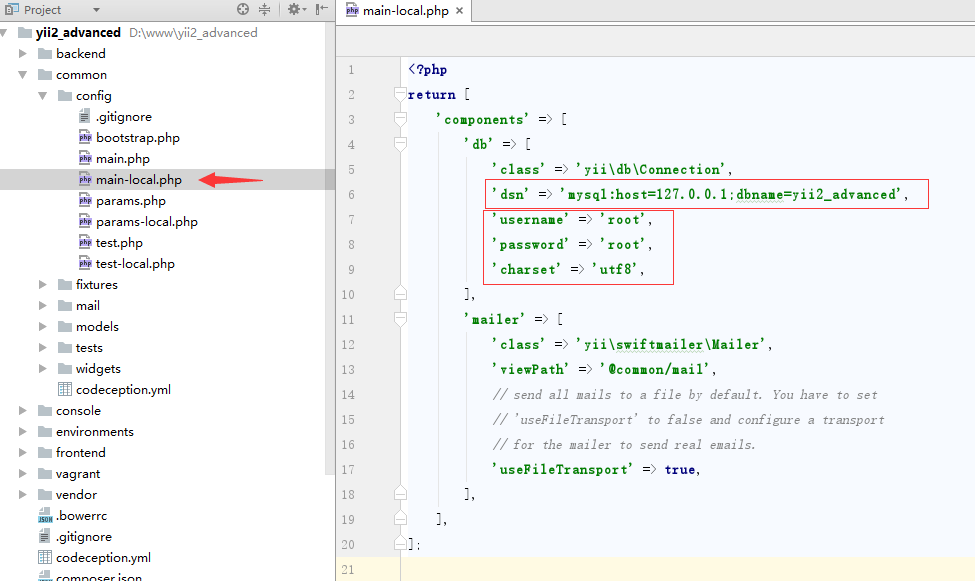 Project
yii2_advanced D:\www\yii2_advanced
backend
common
config
.gitignore
bootstrap.php
main.php
main-local.php
params.php
params-local.php
test.php
test-local.php
fixtures
mail
models
tests
widgets
codeception.yml
console
environments
frontend
vagrant
vendor
.bowerrc
.gitignore
codeception.yml
composer.json
main-local.php
1 <?php
2 return [
3 'components' => [
4 'db' => [
5 'class' => 'yii\db\Connection',
6 'dsn' => 'mysql:host=127.0.0.1;dbname=yii2_advanced',
7 'username' => 'root',
8 'password' => 'root',
9 'charset' => 'utf8',
10 ],
11 'mailer' => [
12 'class' => 'yii\swiftmailer\Mailer',
13 'viewPath' => '@common/mail',
14 // send all mails to a file by default. You have to set
15 // 'useFileTransport' to false and configure a transport
16 // for the mailer to send real emails.
17 'useFileTransport' => true,
18 ],
19 ],
20 ];
21